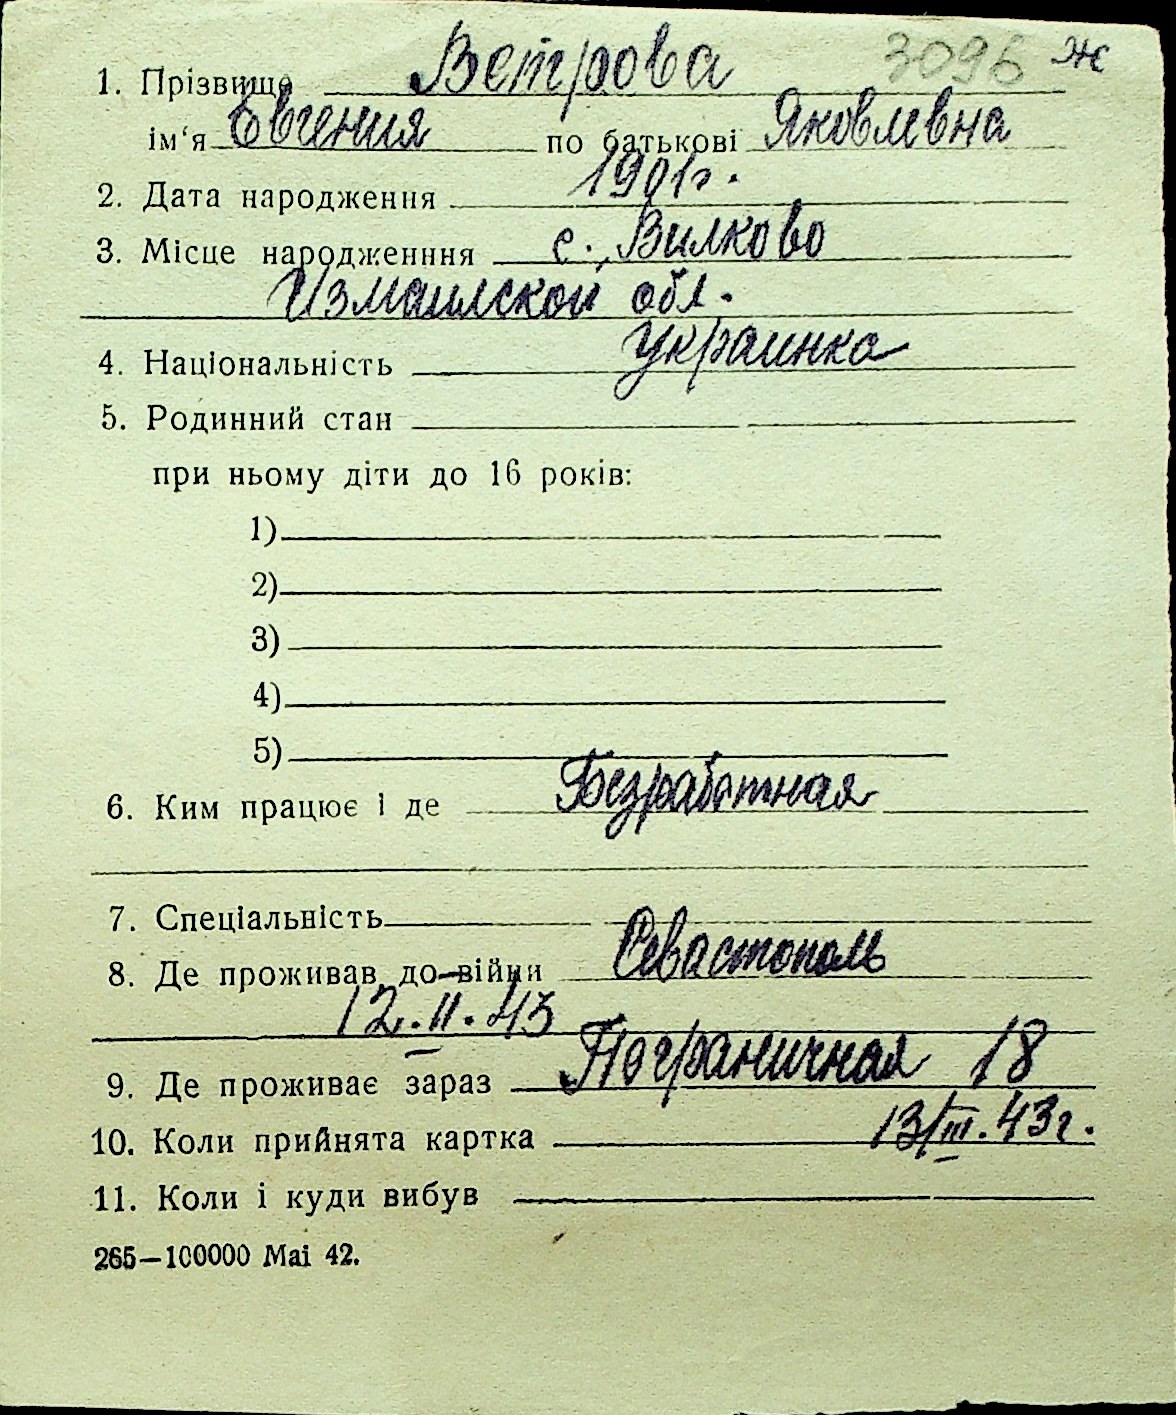 3096 Ж
1. Прізвище Ветрова
ім‘я Евгения по батькові Яковлевна
2. Дата народження 1901г.
3. Місце народженння с. Вилково
Измаилской обл.
4. Національність украинка
5. Родинний стан
при ньому діти до 16 років:
1)
2)
3)
4)
5)
6. Ким працює і де Безработная
7. Спеціальність
8. Де проживав до війни Севастополь
12.II.43
9. Де проживає зараз Пограничная 18
10. Коли прийнята картка 13/III.43г.
11. Коли і куди вибув
265—100000 Mai 42.